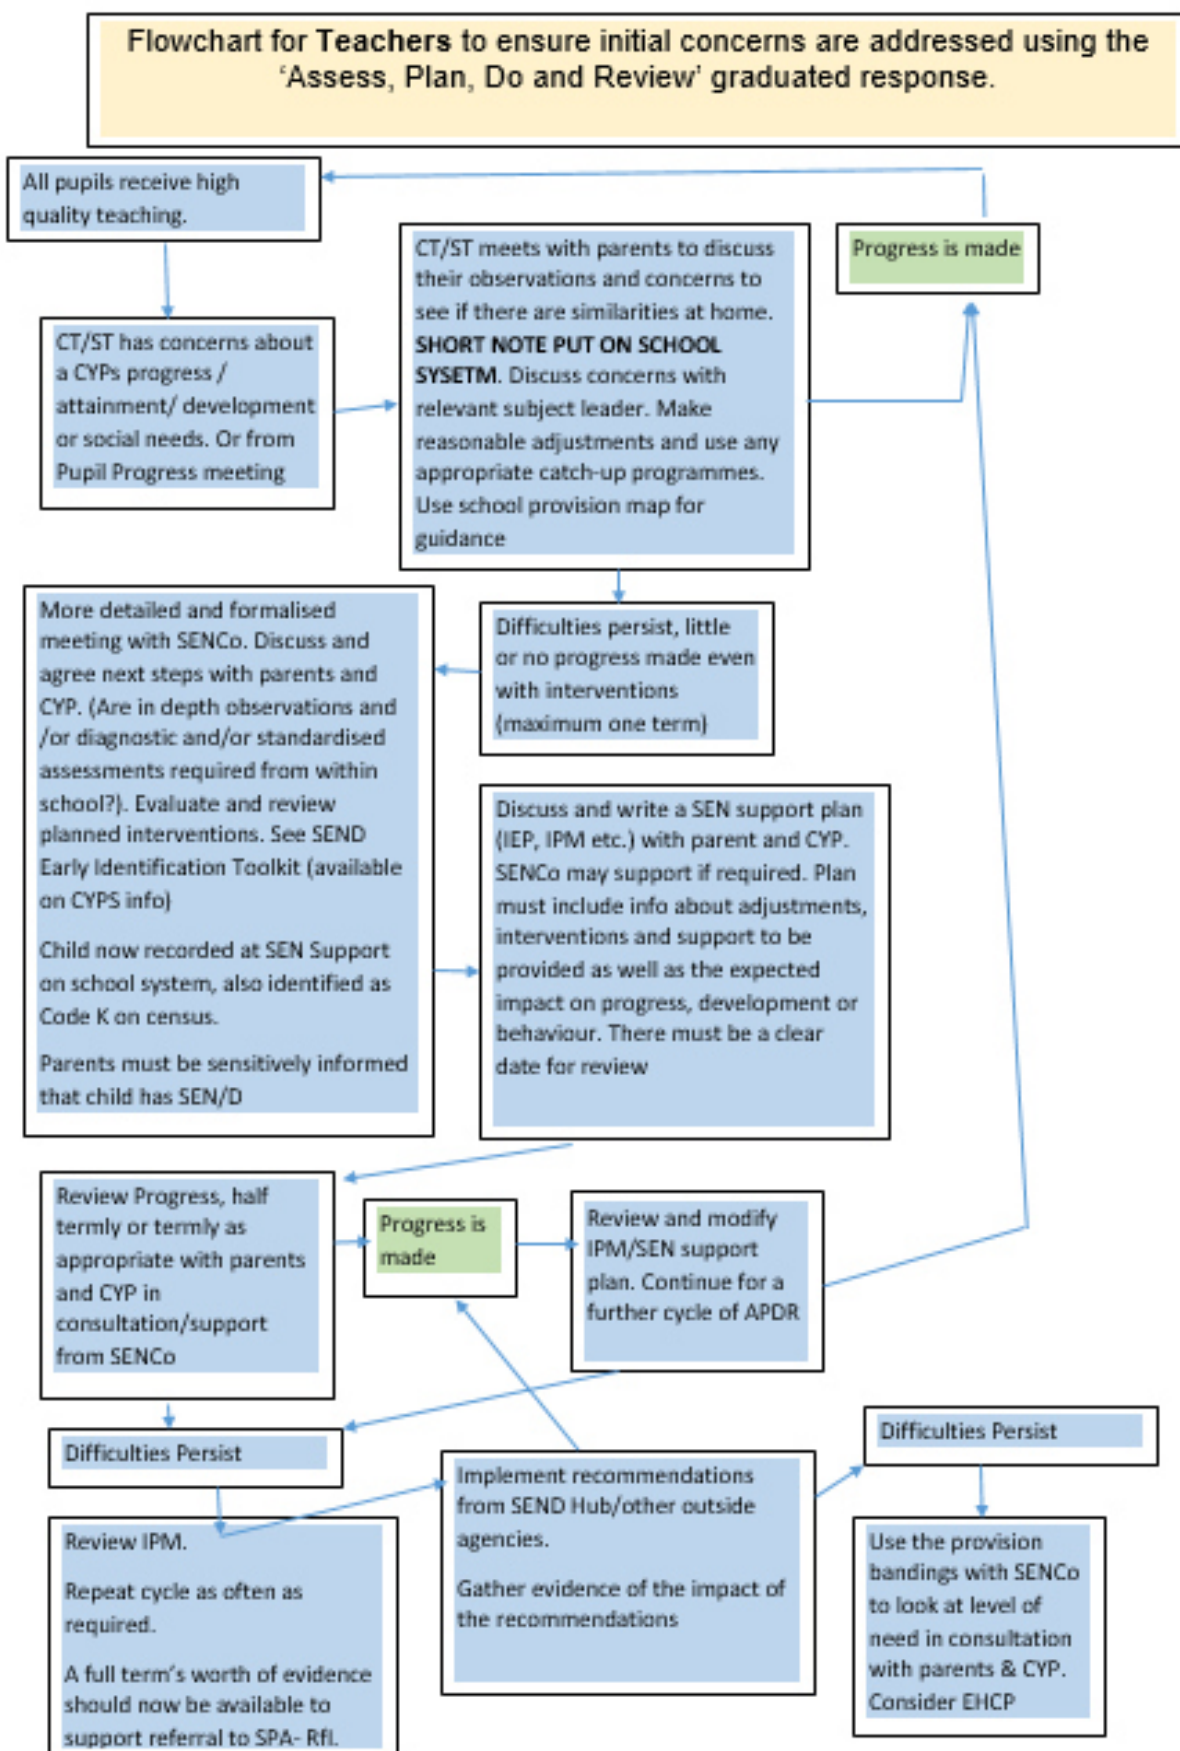 Flowchart for Teachers to ensure initial concerns are addressed using the
‘Assess, Plan, Do and Review’ graduated response.
All pupils receive high
quality teaching.
CT/ST has concerns about
a CYPs progress /
attainment/ development
or social needs. Or from
Pupil Progress meeting
CT/ST meets with parents to discuss
their observations and concerns to
see if there are similarities at home.
SHORT NOTE PUT ON SCHOOL
SYSETM. Discuss concerns with
relevant subject leader. Make
reasonable adjustments and use any
appropriate catch-up programmes.
Use school provision map for
guidance
Progress is made
Difficulties persist, little
or no progress made even
with interventions
(maximum one term)
More detailed and formalised
meeting with SENCo. Discuss and
agree next steps with parents and
CYP. (Are in depth observations and
/or diagnostic and/or standardised
assessments required from within
school?). Evaluate and review
planned interventions. See SEND
Early Identification Toolkit (available
on CYPS info)
Child now recorded at SEN Support
on school system, also identified as
Code K on census.
Parents must be sensitively informed
that child has SEN/D
Discuss and write a SEN support plan
(IEP, IPM etc.) with parent and CYP.
SENCo may support if required. Plan
must include info about adjustments,
interventions and support to be
provided as well as the expected
impact on progress, development or
behaviour. There must be a clear
date for review
Review Progress, half
termly or termly as
appropriate with parents
and CYP in
consultation/support
from SENCo
Progress is
made
Review and modify
IPM/SEN support
plan. Continue for a
further cycle of APDR
Difficulties Persist
Review IPM.
Repeat cycle as often as
required.
A full term’s worth of evidence
should now be available to
support referral to SPA- RfI.
Implement recommendations
from SEND Hub/other outside
agencies.
Gather evidence of the impact of
the recommendations
Difficulties Persist
Use the provision
bandings with SENCo
to look at level of
need in consultation
with parents & CYP.
Consider EHCP